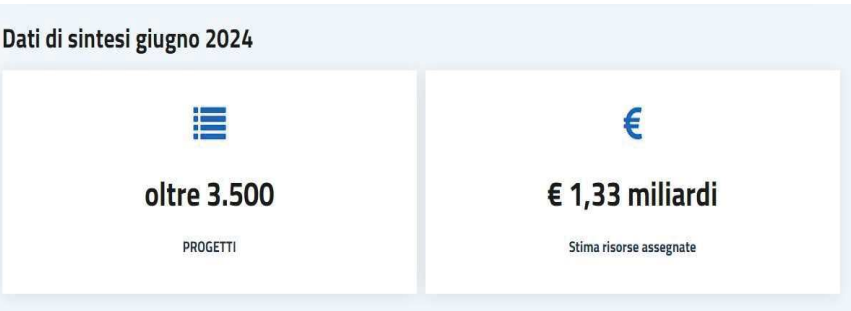 Dati di sintesi giugno 2024
oltre 3.500
PROGETTI
€
€ 1,33 miliardi
Stima risorse assegnate